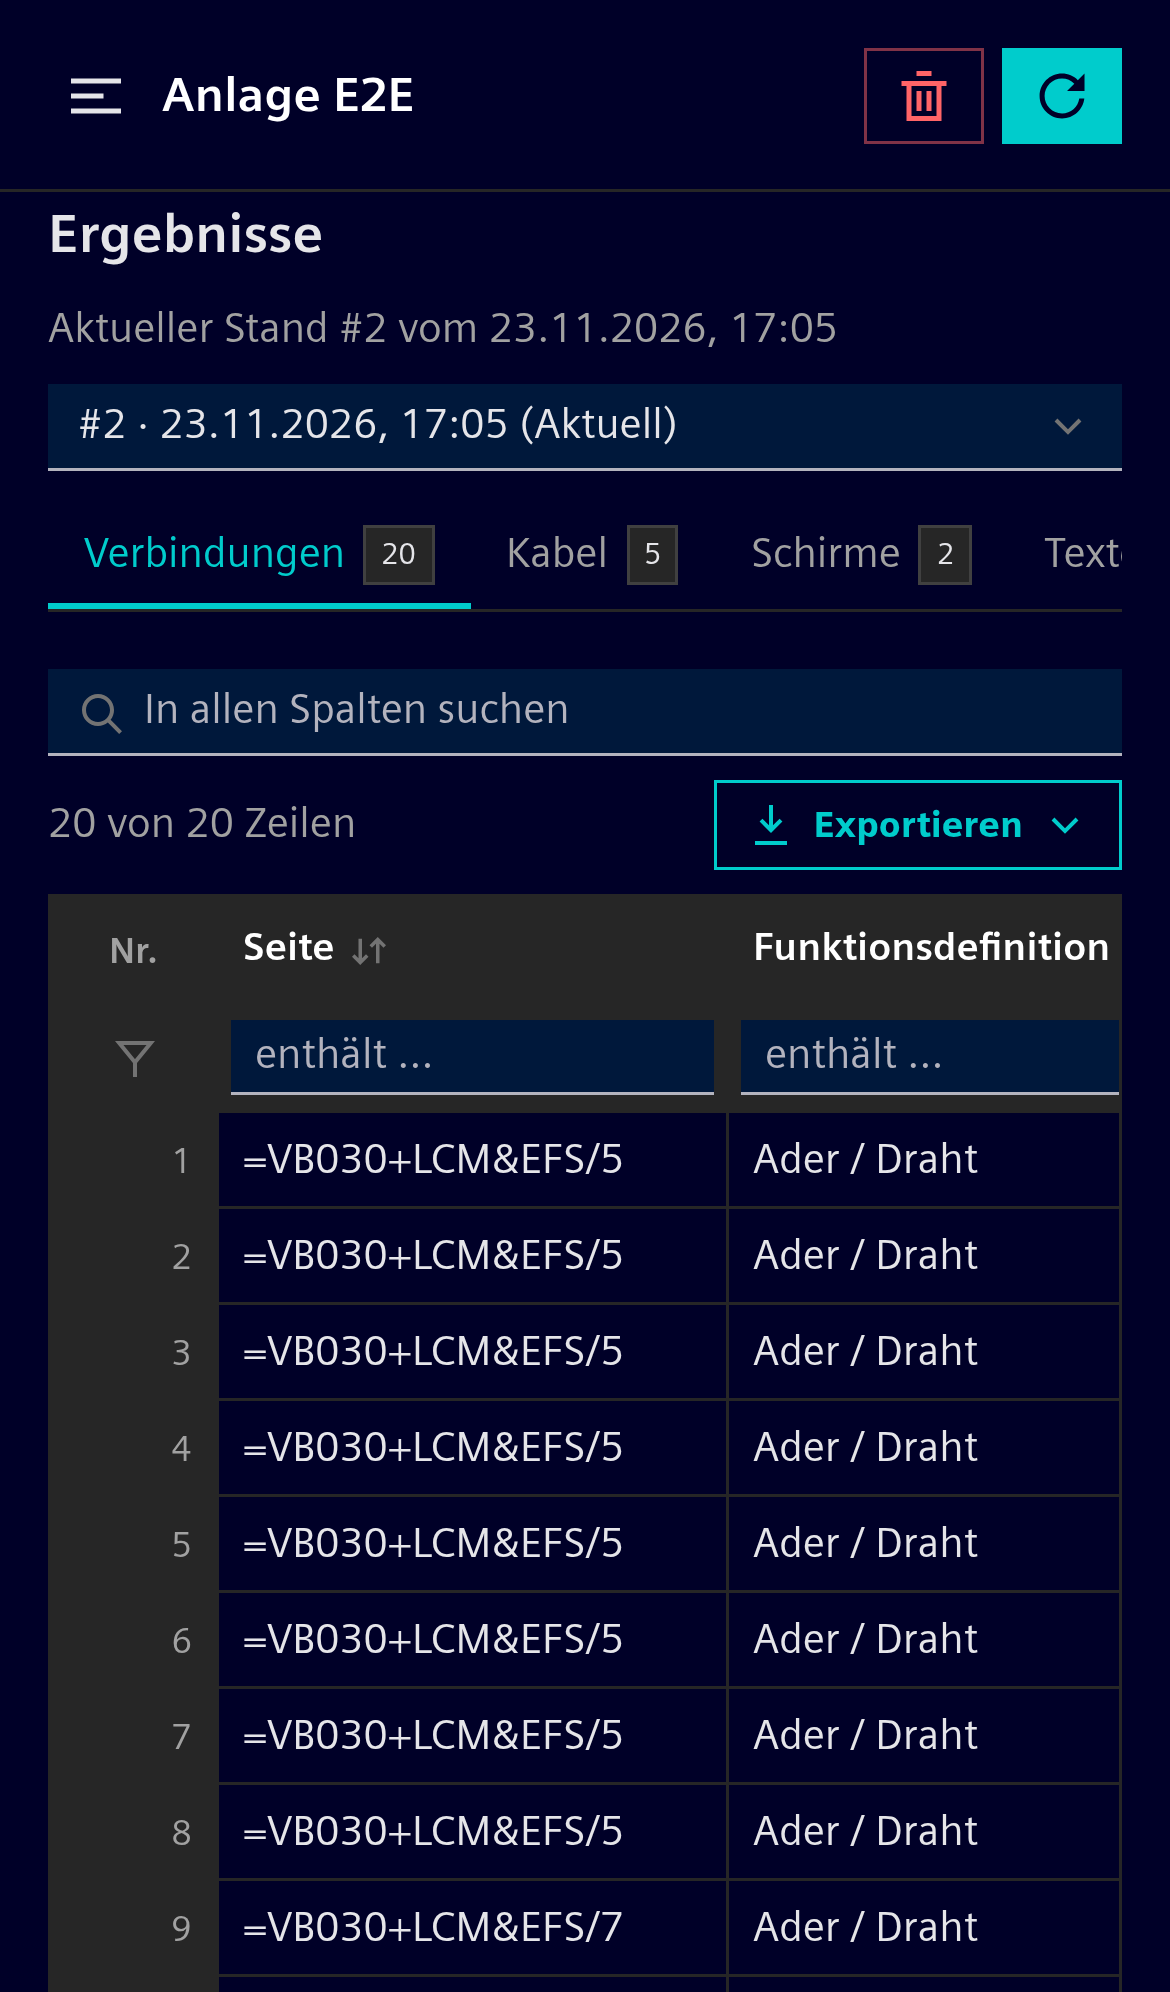 Anlage E2E
Ergebnisse
Aktueller Stand #2 vom 23.11.2026, 17:05
#2 · 23.11.2026, 17:05 (Aktuell)
Verbindungen 20 Kabel 5 Schirme 2 Text
In allen Spalten suchen
20 von 20 Zeilen Exportieren
Nr. Seite Funktionsdefinition
enthält ... enthält ...
1 =VB030+LCM&EFS/5 Ader / Draht
2 =VB030+LCM&EFS/5 Ader / Draht
3 =VB030+LCM&EFS/5 Ader / Draht
4 =VB030+LCM&EFS/5 Ader / Draht
5 =VB030+LCM&EFS/5 Ader / Draht
6 =VB030+LCM&EFS/5 Ader / Draht
7 =VB030+LCM&EFS/5 Ader / Draht
8 =VB030+LCM&EFS/5 Ader / Draht
9 =VB030+LCM&EFS/7 Ader / Draht